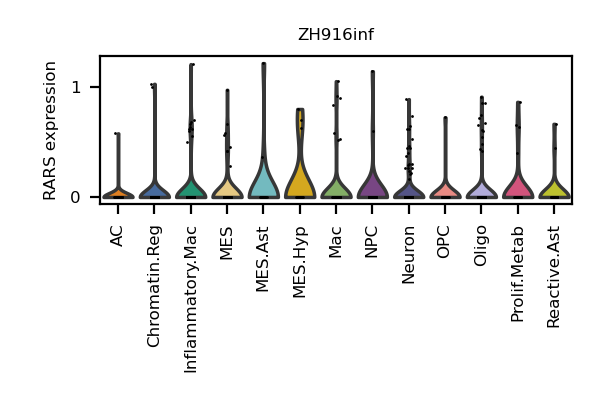 ZH916inf
RARS expression
1
0
AC
Chromatin.Reg
Inflammatory.Mac
MES
MES.Ast
MES.Hyp
Mac
NPC
Neuron
OPC
Oligo
Prolif.Metab
Reactive.Ast